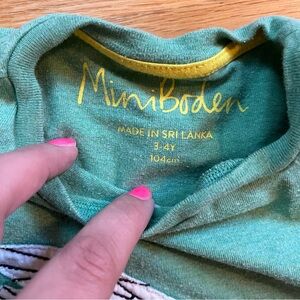 MiniBoden
MADE IN SRI LANKA
3-4Y
104cm